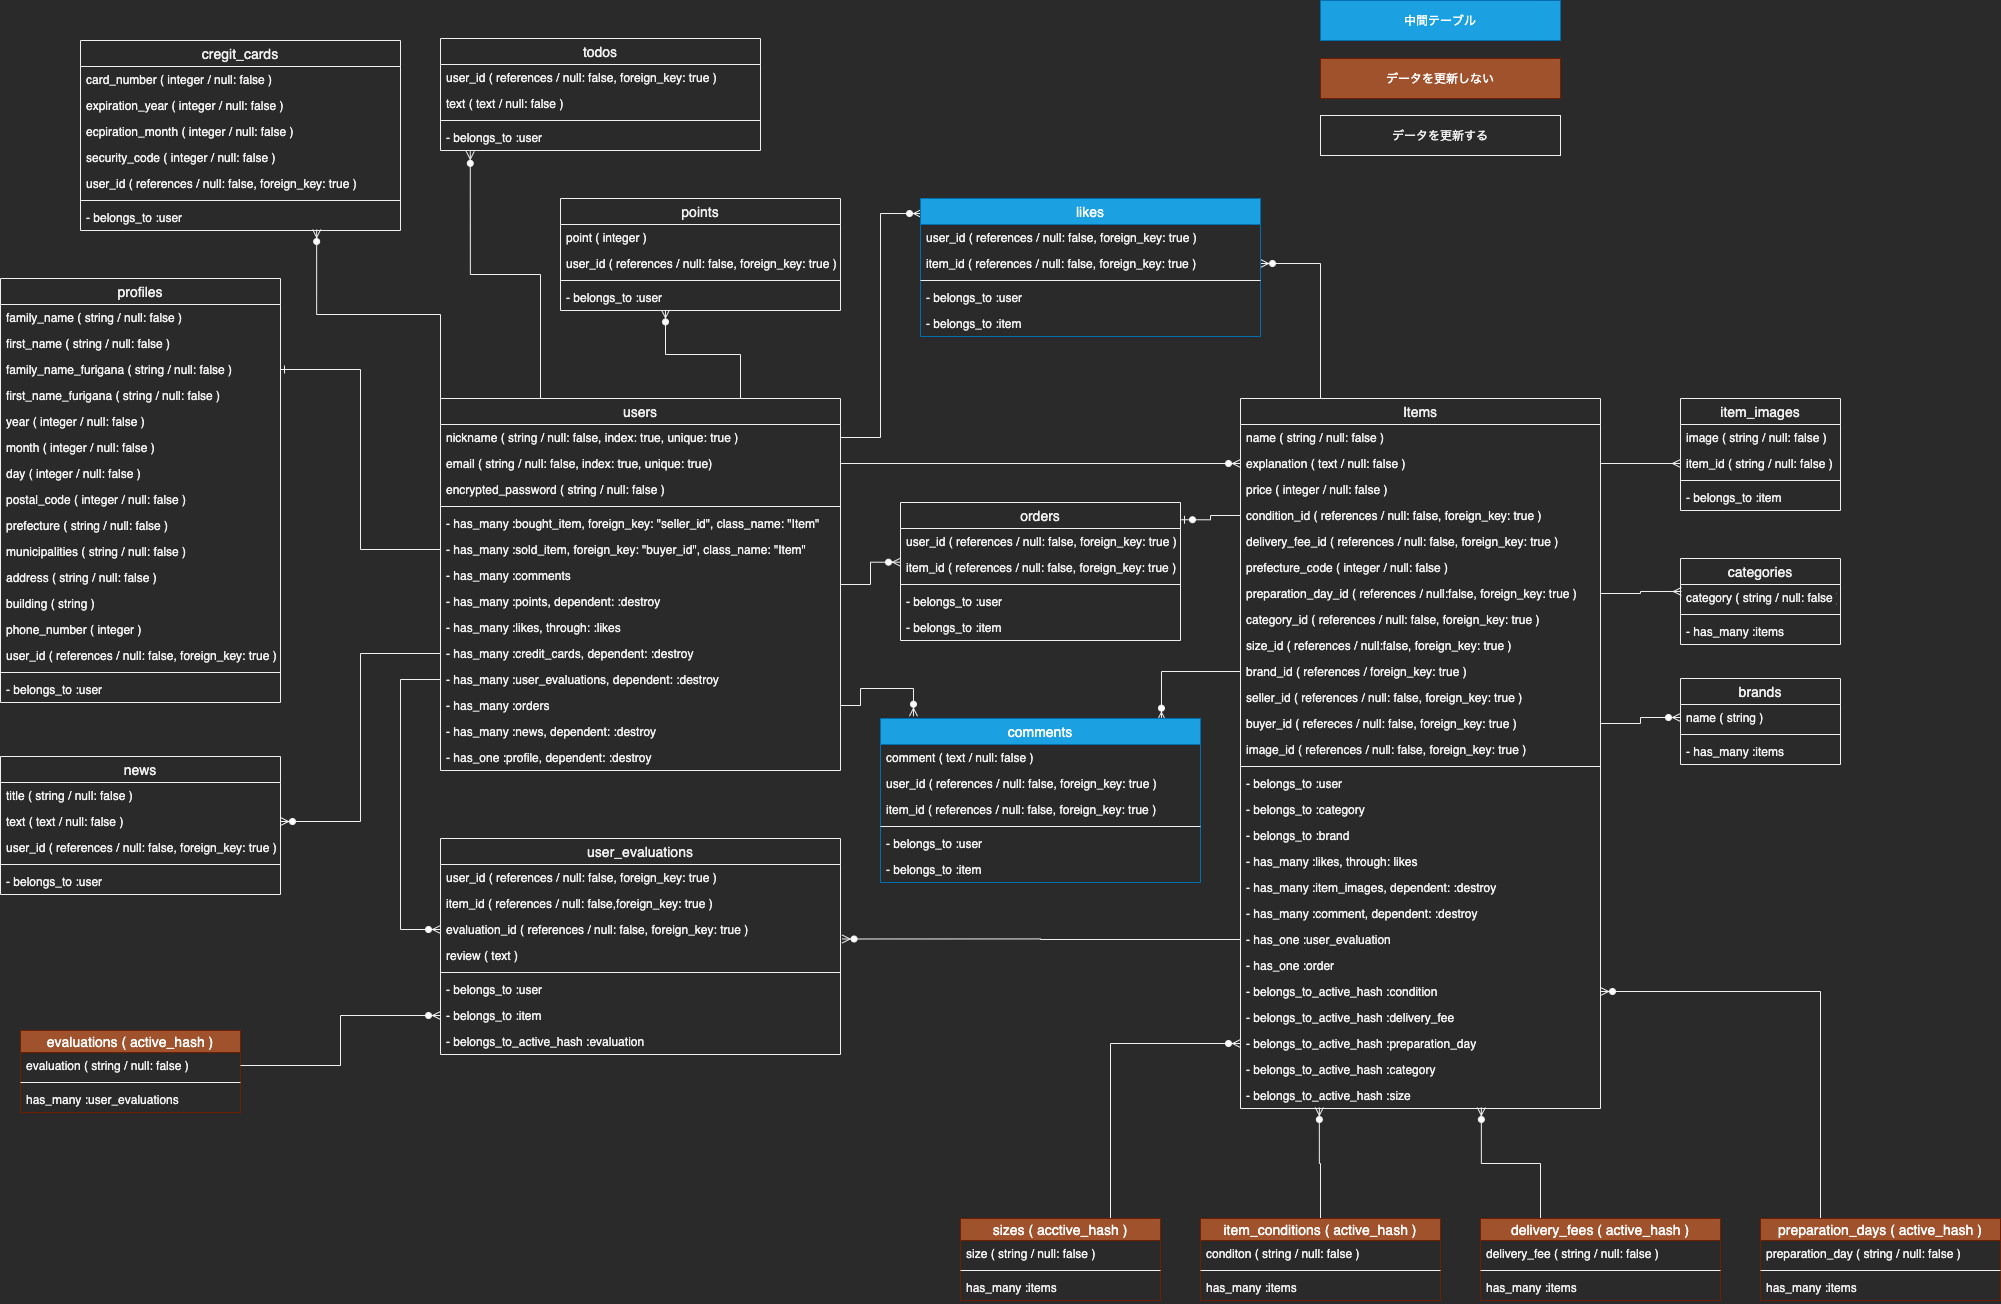 中間テーブル
データを更新しない
データを更新する
cregit_cards
card_number ( integer / null: false )
expiration_year ( integer / null: false )
ecpiration_month ( integer / null: false )
security_code ( integer / null: false )
user_id ( references / null: false, foreign_key: true )
- belongs_to :user
todos
user_id ( references / null: false, foreign_key: true )
text ( text / null: false )
- belongs_to :user
points
point ( integer )
user_id ( references / null: false, foreign_key: true )
- belongs_to :user
likes
user_id ( references / null: false, foreign_key: true )
item_id ( references / null: false, foreign_key: true )
- belongs_to :user
- belongs_to :item
profiles
family_name ( string / null: false )
first_name ( string / null: false )
family_name_furigana ( string / null: false )
first_name_furigana ( string / null: false )
year ( integer / null: false )
month ( integer / null: false )
day ( integer / null: false )
postal_code ( integer / null: false )
prefecture ( string / null: false )
municipalities ( string / null: false )
address ( string / null: false )
building ( string )
phone_number ( integer )
user_id ( references / null: false, foreign_key: true )
- belongs_to :user
users
nickname ( string / null: false, index: true, unique: true )
email ( string / null: false, index: true, unique: true)
encrypted_password ( string / null: false )
- has_many :bought_item, foreign_key: "seller_id", class_name: "Item"
- has_many :sold_item, foreign_key: "buyer_id", class_name: "Item"
- has_many :comments
- has_many :points, dependent: :destroy
- has_many :likes, through: :likes
- has_many :credit_cards, dependent: :destroy
- has_many :user_evaluations, dependent: :destroy
- has_many :orders
- has_many :news, dependent: :destroy
- has_one :profile, dependent: :destroy
orders
user_id ( references / null: false, foreign_key: true )
item_id ( references / null: false, foreign_key: true )
- belongs_to :user
- belongs_to :item
Items
name ( string / null: false )
explanation ( text / null: false )
price ( integer / null: false )
condition_id ( references / null: false, foreign_key: true )
delivery_fee_id ( references / null: false, foreign_key: true )
prefecture_code ( integer / null: false )
preparation_day_id ( references / null:false, foreign_key: true )
category_id ( references / null: false, foreign_key: true )
size_id ( references / null:false, foreign_key: true )
brand_id ( references / foreign_key: true )
seller_id ( references / null: false, foreign_key: true )
buyer_id ( refereces / null: false, foreign_key: true )
image_id ( references / null: false, foreign_key: true )
- belongs_to :user
- belongs_to :category
- belongs_to :brand
- has_many :likes, through: likes
- has_many :item_images, dependent: :destroy
- has_many :comment, dependent: :destroy
- has_one :user_evaluation
- has_one :order
- belongs_to_active_hash :condition
- belongs_to_active_hash :delivery_fee
- belongs_to_active_hash :preparation_day
- belongs_to_active_hash :category
- belongs_to_active_hash :size
item_images
image ( string / null: false )
item_id ( string / null: false )
- belongs_to :item
categories
category ( string / null: false
- has_many :items
brands
name ( string )
- has_many :items
comments
comment ( text / null: false )
user_id ( references / null: false, foreign_key: true )
item_id ( references / null: false, foreign_key: true )
- belongs_to :user
- belongs_to :item
news
title ( string / null: false )
text ( text / null: false )
user_id ( references / null: false, foreign_key: true )
- belongs_to :user
user_evaluations
user_id ( references / null: false, foreign_key: true )
item_id ( references / null: false,foreign_key: true )
evaluation_id ( references / null: false, foreign_key: true )
review ( text )
- belongs_to :user
- belongs_to :item
- belongs_to_active_hash :evaluation
evaluations ( active_hash )
evaluation ( string / null: false )
has_many :user_evaluations
sizes ( acctive_hash )
size ( string / null: false )
has_many :items
item_conditions ( active_hash )
conditon ( string / null: false )
has_many :items
delivery_fees ( active_hash )
delivery_fee ( string / null: false )
has_many :items
preparation_days ( active_hash )
preparation_day ( string / null: false )
has_many :items